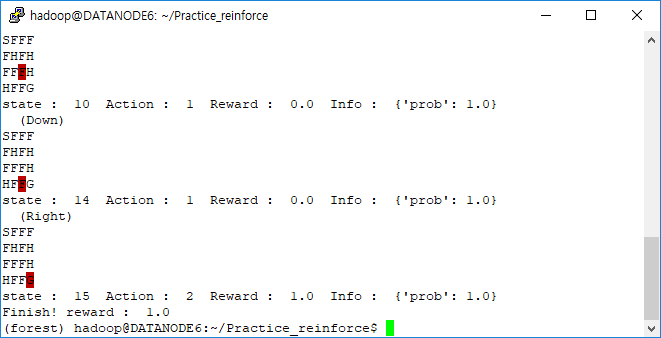 hadoop@DATANODE6: ~/Practice_reinforce
SFFF
FHFH
FFFH
HFFG
state :  10  Action :  1  Reward :  0.0  Info :  {'prob': 1.0}
  (Down)
SFFF
FHFH
FFFH
HFFG
state :  14  Action :  1  Reward :  0.0  Info :  {'prob': 1.0}
  (Right)
SFFF
FHFH
FFFH
HFFG
state :  15  Action :  2  Reward :  1.0  Info :  {'prob': 1.0}
Finish! reward :  1.0
(forest) hadoop@DATANODE6:~/Practice_reinforce$